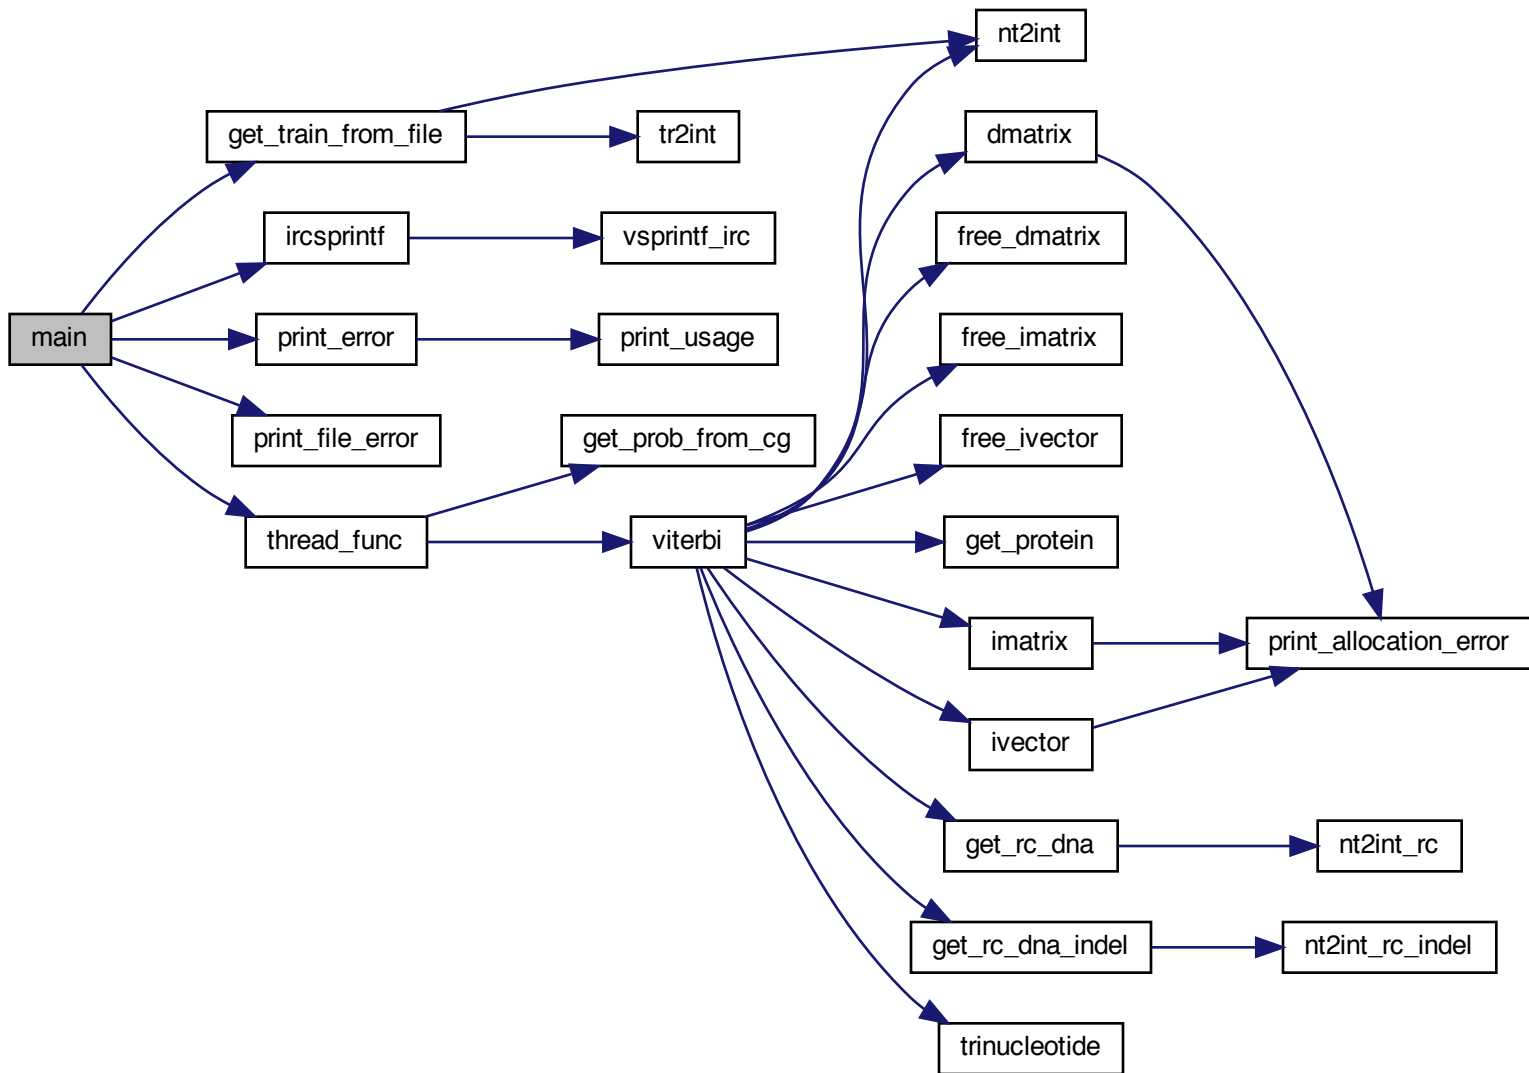 nt2int
get_train_from_file
tr2int
dmatrix
ircsprintf
vsprintf_irc
free_dmatrix
main
print_error
print_usage
free_imatrix
print_file_error
get_prob_from_cg
free_ivector
thread_func
viterbi
get_protein
imatrix
print_allocation_error
ivector
get_rc_dna
nt2int_rc
get_rc_dna_indel
nt2int_rc_indel
trinucleotide